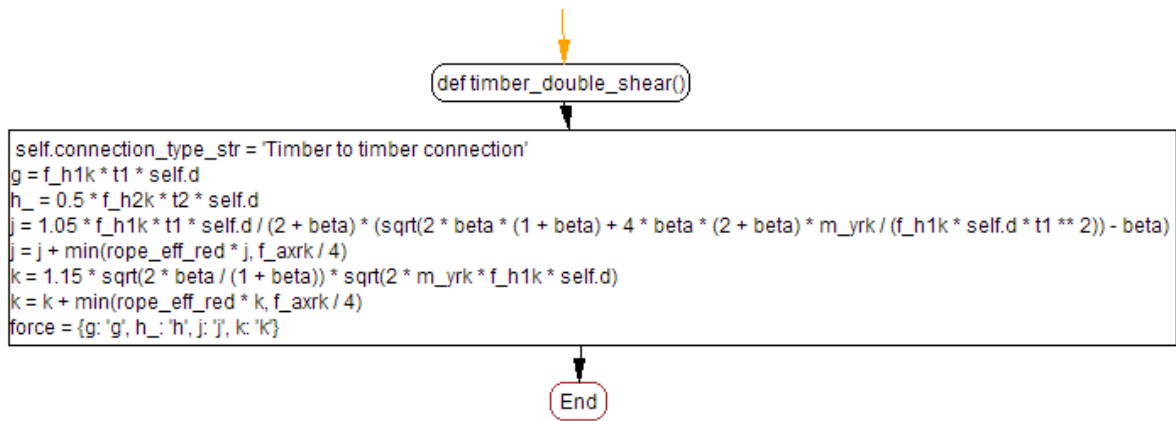 def timber_double_shear()
self.connection_type_str = 'Timber to timber connection'
g = f_h1k * t1 * self.d
h_ = 0.5 * f_h2k * t2 * self.d
j = 1.05 * f_h1k * t1 * self.d / (2 + beta) * (sqrt(2 * beta * (1 + beta) + 4 * beta * (2 + beta) * m_yrk / (f_h1k * self.d * t1 ** 2)) - beta)
j = j + min(rope_eff_red * j, f_axrk / 4)
k = 1.15 * sqrt(2 * beta / (1 + beta)) * sqrt(2 * m_yrk * f_h1k * self.d)
k = k + min(rope_eff_red * k, f_axrk / 4)
force = {g: 'g', h_: 'h', j: 'j', k: 'k'}
End